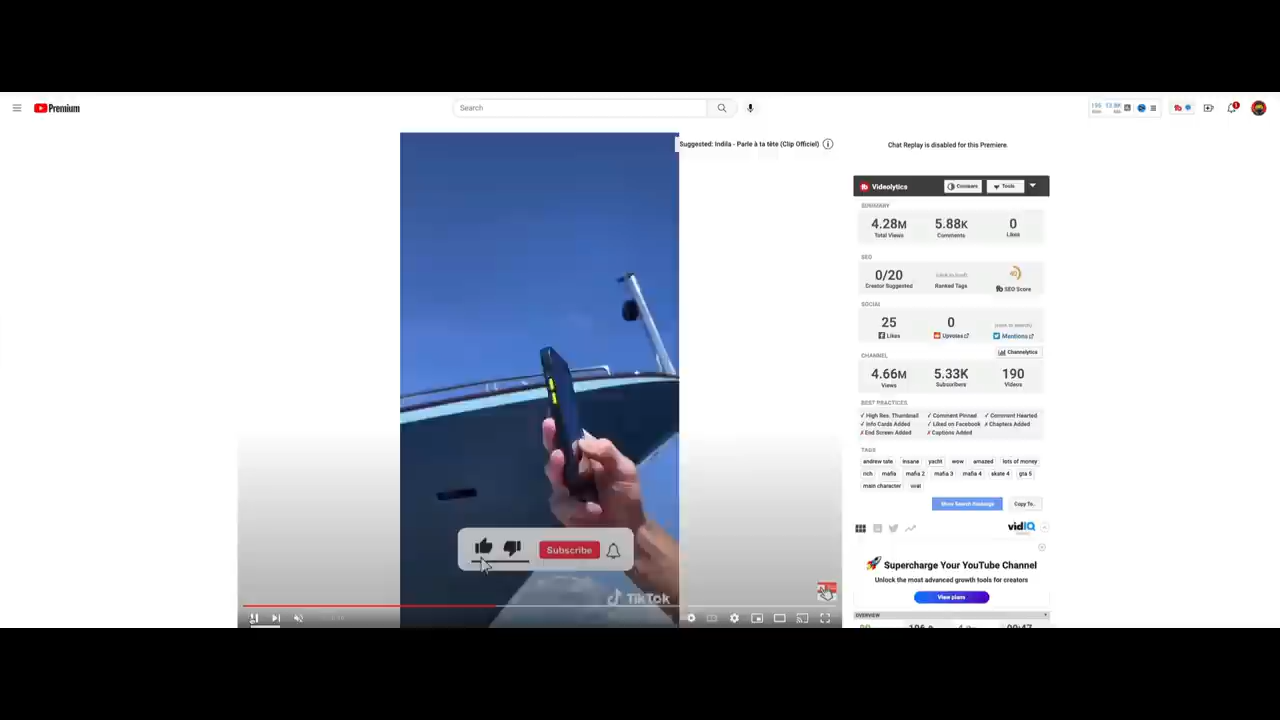 Premium
Search
Suggested: Indila - Parle à ta tête (Clip Officiel)
Chat Replay is disabled for this Premiere.
Videolytics
Tools
SUMMARY
4.28M
5.88K
0
Total Views
Comments
Likes
SEO
0/20
Creator Suggested
Ranked Tags
SEO Score
SOCIAL
25
0
Likes
Upvotes
Mentions
Channelytics
CHANNEL
4.66M
5.33K
190
Views
Subscribers
Videos
BEST PRACTICES
✓ High Res. Thumbnail
✓ Comment Pinned
✓ Comment Hearted
✓ Info Cards Added
✓ Liked on Facebook
✗ Chapters Added
✗ End Screen Added
✗ Captions Added
TAGS
andrew tate
insane
yacht
wow
amazed
lots of money
rich
mafia
mafia 2
mafia 3
mafia 4
skate 4
gta 5
main character
Copy To..
vidIQ
Supercharge Your YouTube Channel
Unlock the most advanced growth tools for creators
View plans
OVERVIEW
Subscribe
TikTok